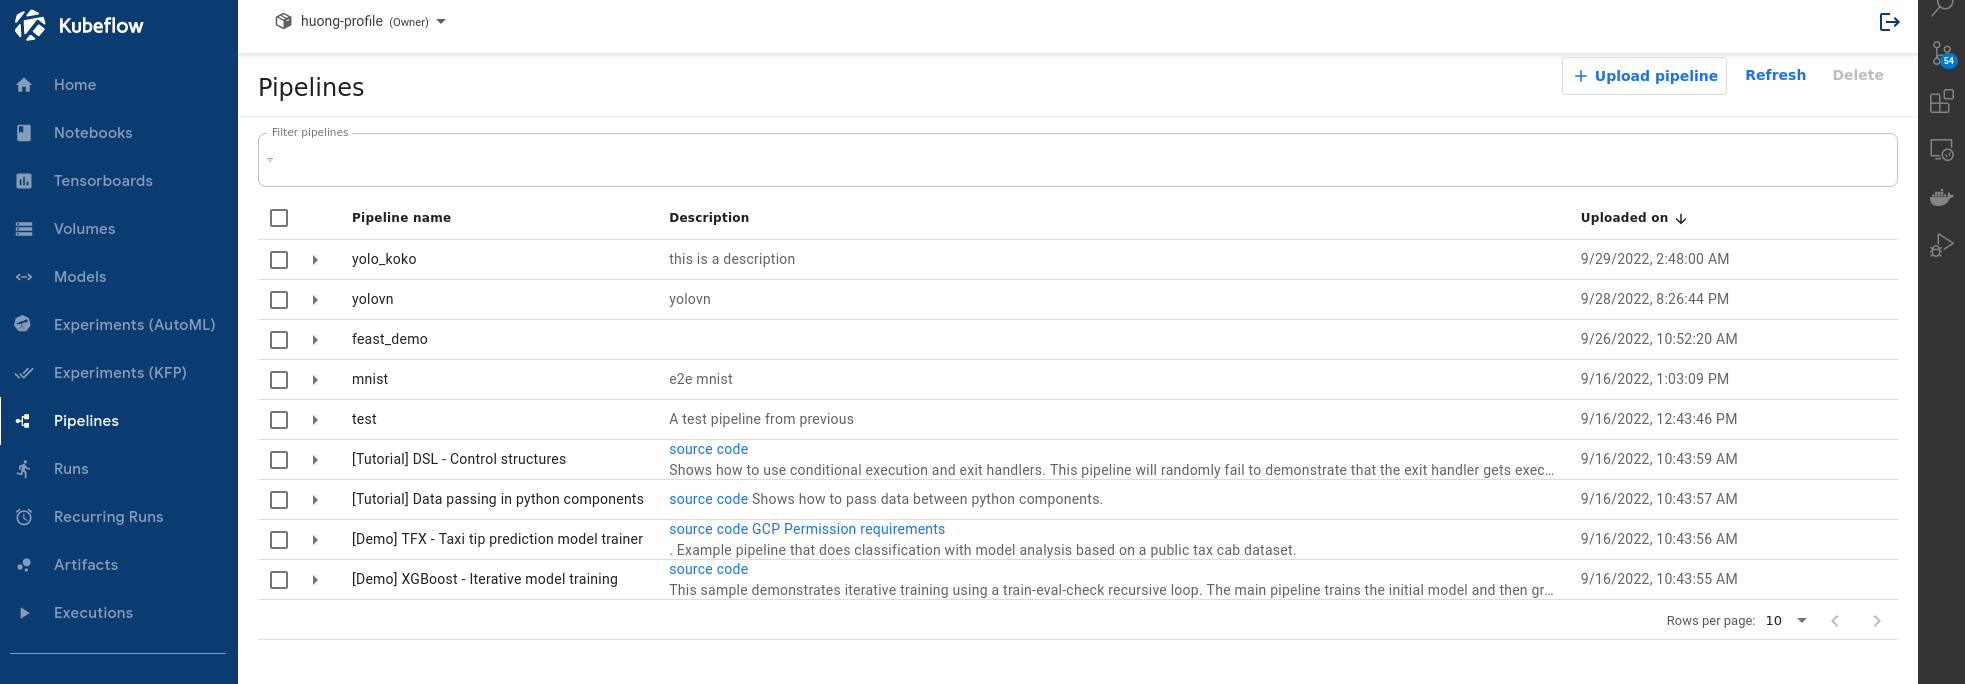 Kubeflow
huong-profile (Owner)
Home
Notebooks
Tensorboards
Volumes
Models
Experiments (AutoML)
Experiments (KFP)
Pipelines
Runs
Recurring Runs
Artifacts
Executions
Pipelines
+ Upload pipeline Refresh Delete
Filter pipelines
Pipeline name Description Uploaded on
yolo_koko this is a description 9/29/2022, 2:48:00 AM
yolovn yolovn 9/28/2022, 8:26:44 PM
feast_demo 9/26/2022, 10:52:20 AM
mnist e2e mnist 9/16/2022, 1:03:09 PM
test A test pipeline from previous 9/16/2022, 12:43:46 PM
[Tutorial] DSL - Control structures source code 9/16/2022, 10:43:59 AM
Shows how to use conditional execution and exit handlers. This pipeline will randomly fail to demonstrate that the exit handler gets exec...
[Tutorial] Data passing in python components source code Shows how to pass data between python components. 9/16/2022, 10:43:57 AM
[Demo] TFX - Taxi tip prediction model trainer source code GCP Permission requirements 9/16/2022, 10:43:56 AM
. Example pipeline that does classification with model analysis based on a public tax cab dataset.
[Demo] XGBoost - Iterative model training source code 9/16/2022, 10:43:55 AM
This sample demonstrates iterative training using a train-eval-check recursive loop. The main pipeline trains the initial model and then gr...
Rows per page: 10
54